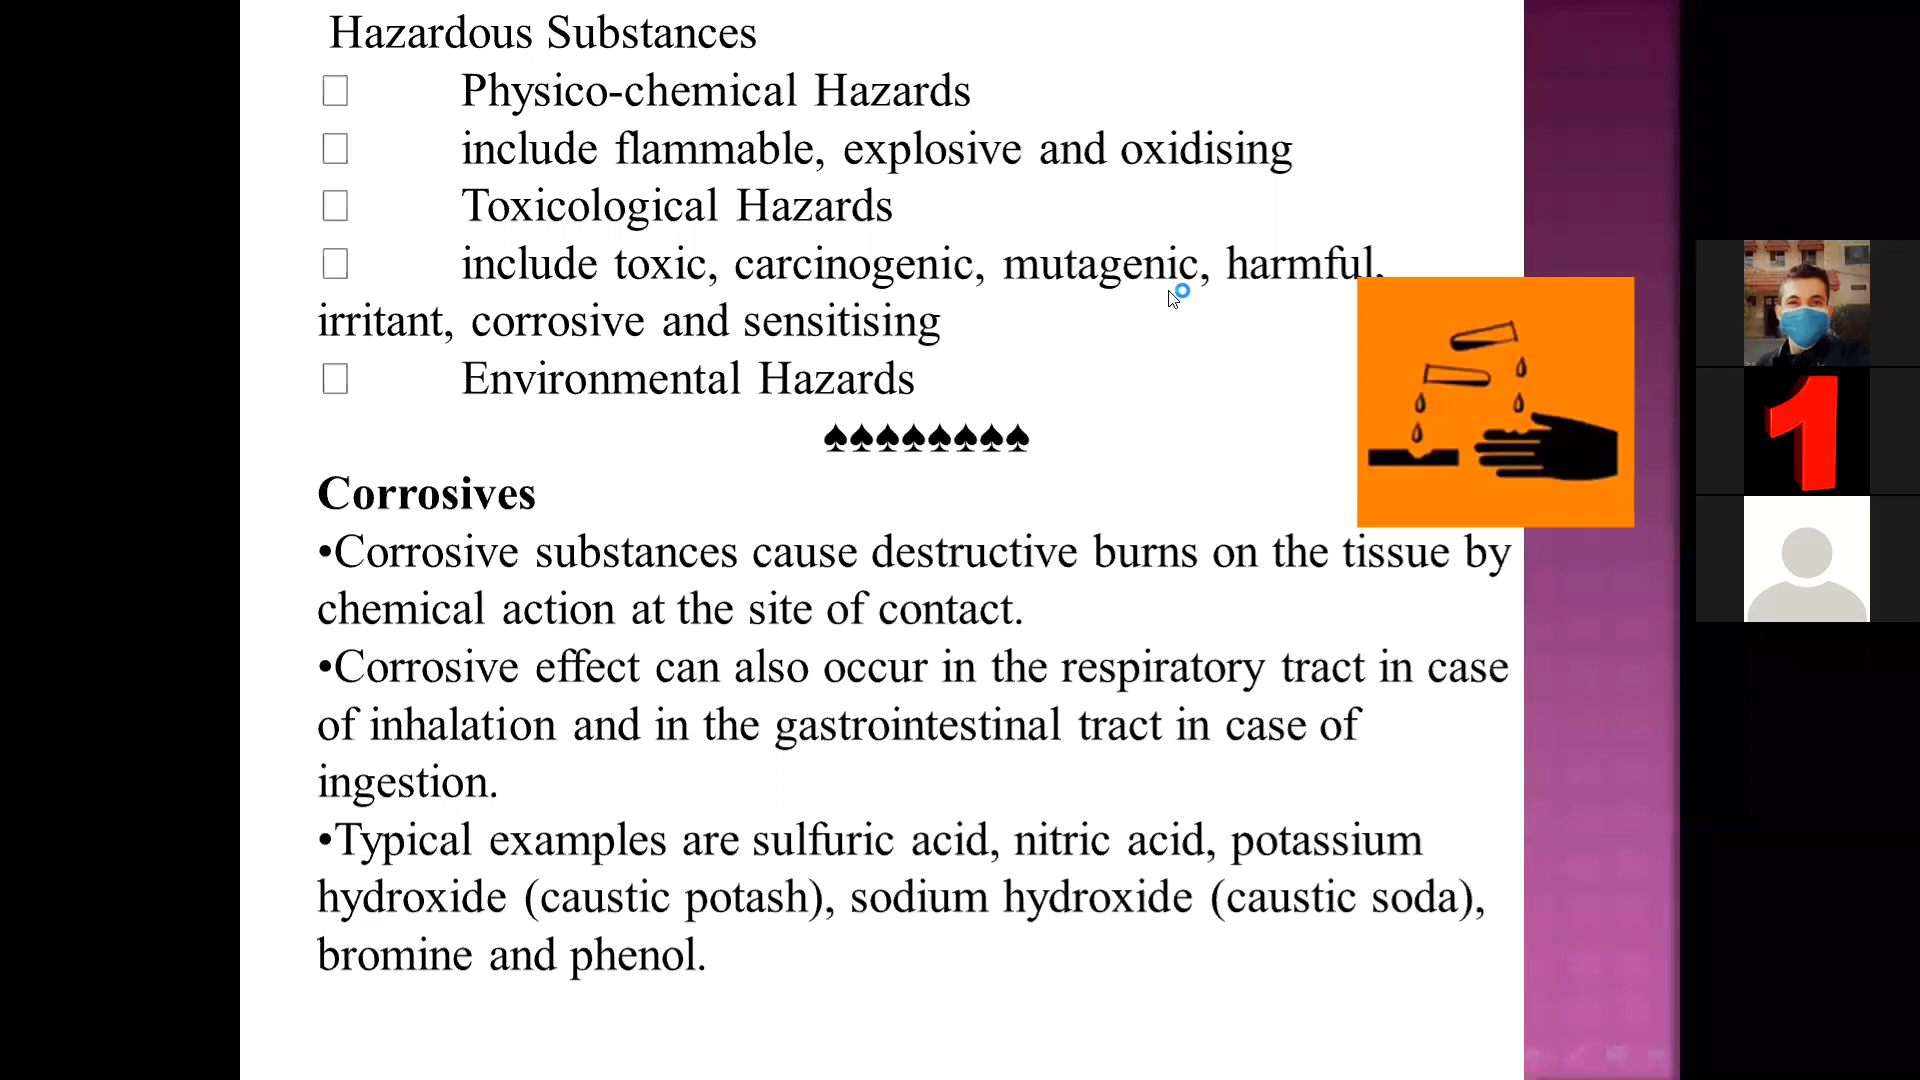 Hazardous Substances
□ Physico-chemical Hazards
□ include flammable, explosive and oxidising
□ Toxicological Hazards
□ include toxic, carcinogenic, mutagenic, harmful,
irritant, corrosive and sensitising
□ Environmental Hazards
♠♠♠♠♠♠♠♠
Corrosives
•Corrosive substances cause destructive burns on the tissue by
chemical action at the site of contact.
•Corrosive effect can also occur in the respiratory tract in case
of inhalation and in the gastrointestinal tract in case of
ingestion.
•Typical examples are sulfuric acid, nitric acid, potassium
hydroxide (caustic potash), sodium hydroxide (caustic soda),
bromine and phenol.
1